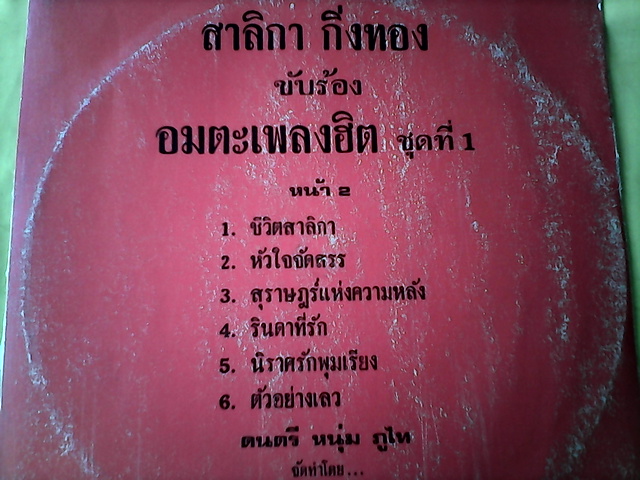 สาลิกา กิ่งทอง
ขับร้อง
อมตะเพลงฮิต ชุดที่ 1
หน้า 2
1. ชีวิตสาลิกา
2. หัวใจจัดสรร
3. สุราษฎร์แห่งความหลัง
4. รินดาที่รัก
5. นิราศรักพุมเรียง
6. ตัวอย่างเลว
ดนตรี หนุ่ม ภูไท
จัดทำโดย...